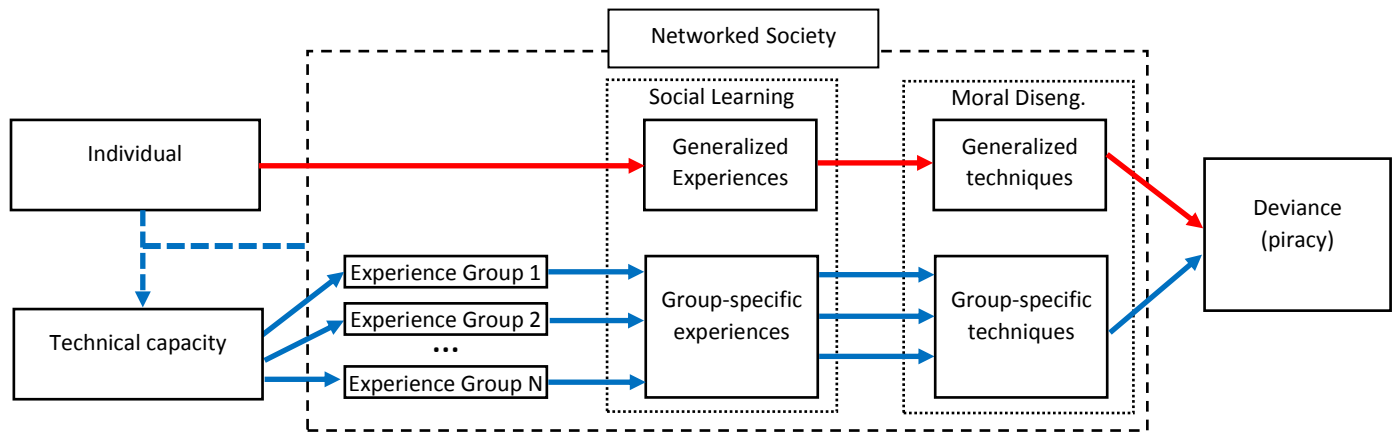 Networked Society
Social Learning
Moral Diseng.
Individual
Generalized
Experiences
Generalized
techniques
Deviance
(piracy)
Experience Group 1
Experience Group 2
...
Experience Group N
Group-specific
experiences
Group-specific
techniques
Technical capacity